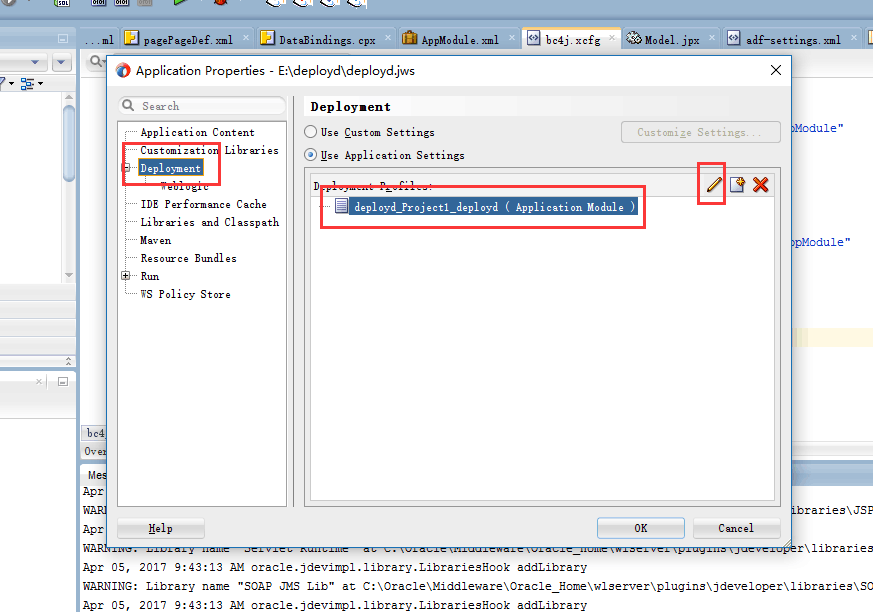 ...ml pagePageDef.xml DataBindings.cpx AppModule.xml bc4j.xcfg Model.jpx adf-settings.xml
Application Properties - E:\deployd\deployd.jws
Search
Application Content
Customization Libraries
Deployment
Weblogic
IDE Performance Cache
Libraries and Classpath
Maven
Resource Bundles
Run
WS Policy Store
Deployment
Use Custom Settings
Customize Settings...
Use Application Settings
Deployment Profiles:
deployd_Project1_deployd ( Application Module )
Help
OK
Cancel
pModule"
ppModule"
bc4
Over
Mes
Apr
WARN
ibraries\JSP
Apr
WARNING: Library name "Servlet Runtime" at C:\Oracle\Middleware\Oracle_Home\wlserver\plugins\jdeveloper\libraries
Apr 05, 2017 9:43:13 AM oracle.jdevimpl.library.LibrariesHook addLibrary
WARNING: Library name "SOAP JMS Lib" at C:\Oracle\Middleware\Oracle_Home\wlserver\plugins\jdeveloper\libraries\SO
Apr 05, 2017 9:43:13 AM oracle.jdevimpl.library.LibrariesHook addLibrary